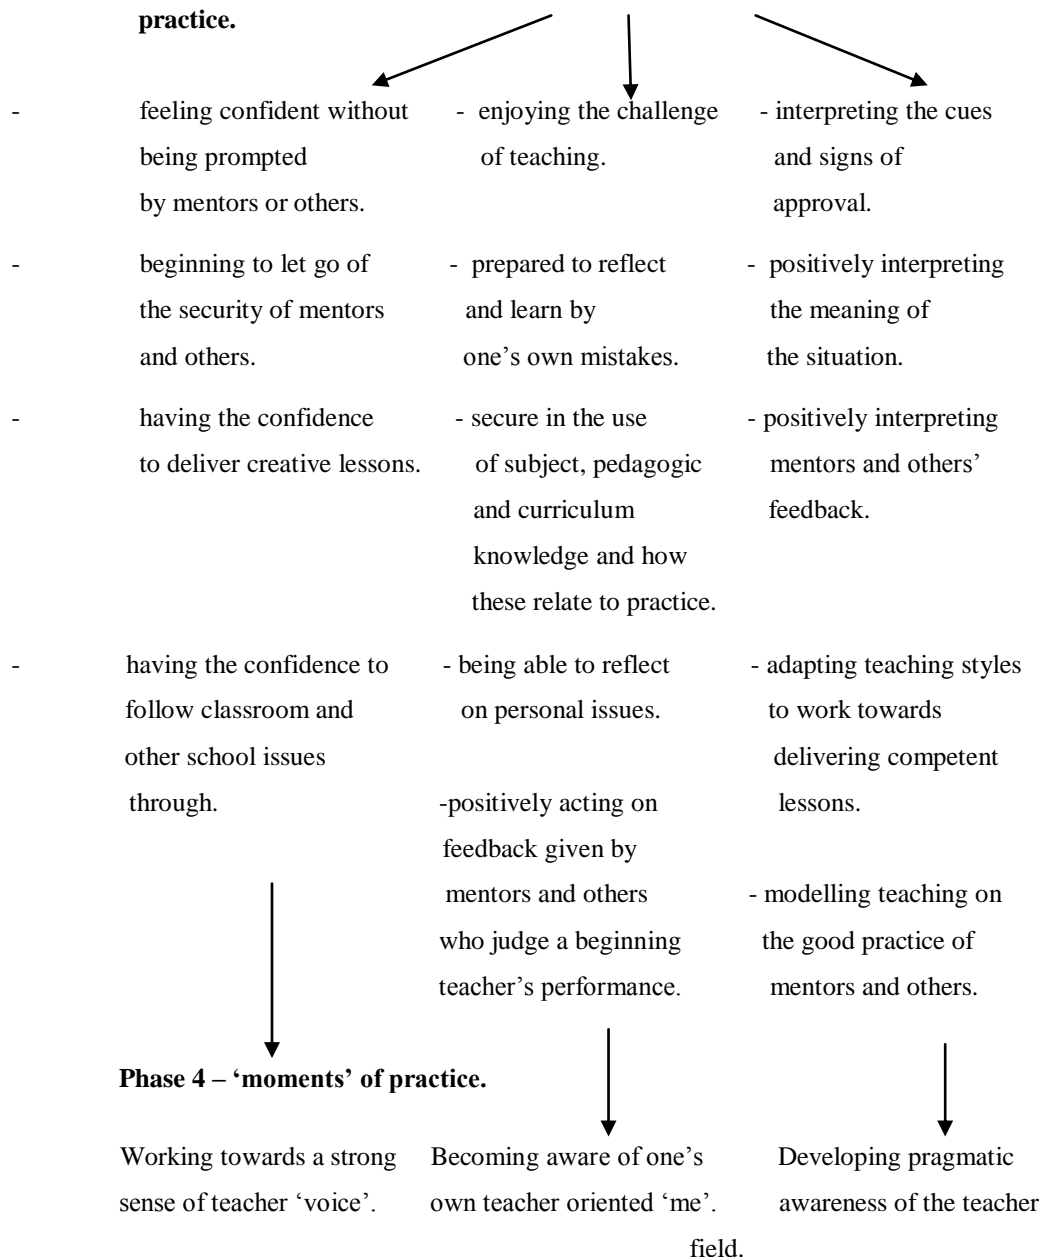 practice.
- feeling confident without
being prompted
by mentors or others.
- enjoying the challenge
of teaching.
- interpreting the cues
and signs of
approval.
- beginning to let go of
the security of mentors
and others.
- prepared to reflect
and learn by
one’s own mistakes.
- positively interpreting
the meaning of
the situation.
- having the confidence
to deliver creative lessons.
- secure in the use
of subject, pedagogic
and curriculum
knowledge and how
these relate to practice.
- positively interpreting
mentors and others’
feedback.
- having the confidence to
follow classroom and
other school issues
through.
- being able to reflect
on personal issues.
-positively acting on
feedback given by
mentors and others
who judge a beginning
teacher’s performance.
- adapting teaching styles
to work towards
delivering competent
lessons.
- modelling teaching on
the good practice of
mentors and others.
Phase 4 – ‘moments’ of practice.
Working towards a strong
sense of teacher ‘voice’.
Becoming aware of one’s
own teacher oriented ‘me’.
Developing pragmatic
awareness of the teacher
field.